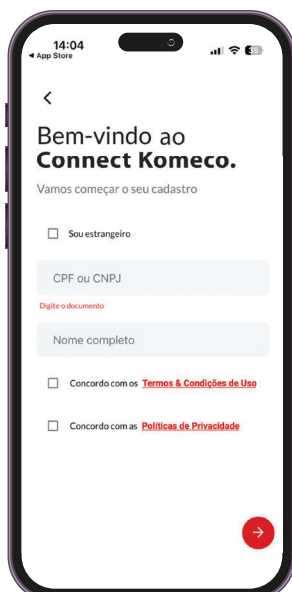 14:04
◀ App Store
Bem-vindo ao
Connect Komeco.
Vamos começar o seu cadastro
Sou estrangeiro
CPF ou CNPJ
Digite o documento
Nome completo
Concordo com os Termos & Condições de Uso
Concordo com as Políticas de Privacidade